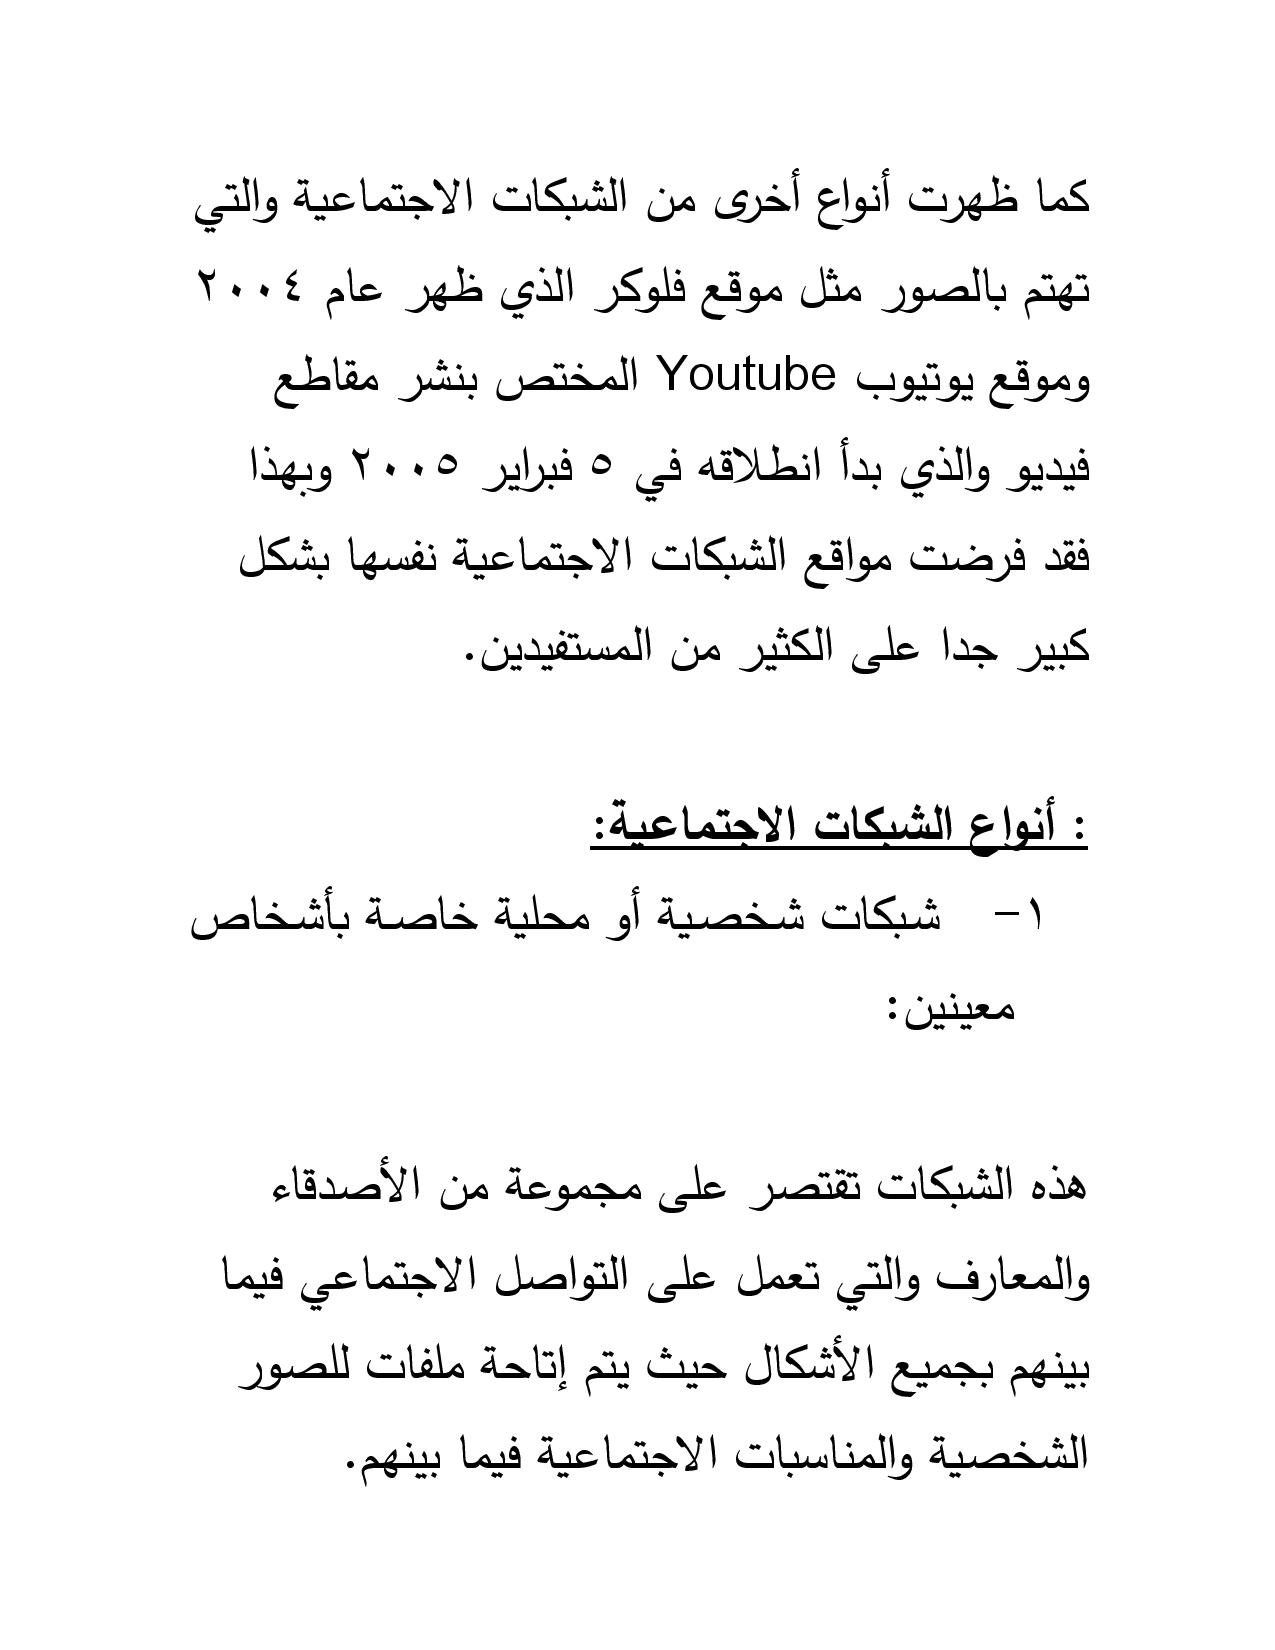 كما ظهرت أنواع أخرى من الشبكات الاجتماعية والتي
تهتم بالصور مثل موقع فلوكر الذي ظهر عام ٢٠٠٤
وموقع يوتيوب Youtube المختص بنشر مقاطع
فيديو والذي بدأ انطلاقه في ٥ فبراير ٢٠٠٥ وبهذا
فقد فرضت مواقع الشبكات الاجتماعية نفسها بشكل
كبير جدا على الكثير من المستفيدين.
: أنواع الشبكات الاجتماعية:
١- شبكات شخصية أو محلية خاصة بأشخاص
معينين:
هذه الشبكات تقتصر على مجموعة من الأصدقاء
والمعارف والتي تعمل على التواصل الاجتماعي فيما
بينهم بجميع الأشكال حيث يتم إتاحة ملفات للصور
الشخصية والمناسبات الاجتماعية فيما بينهم.